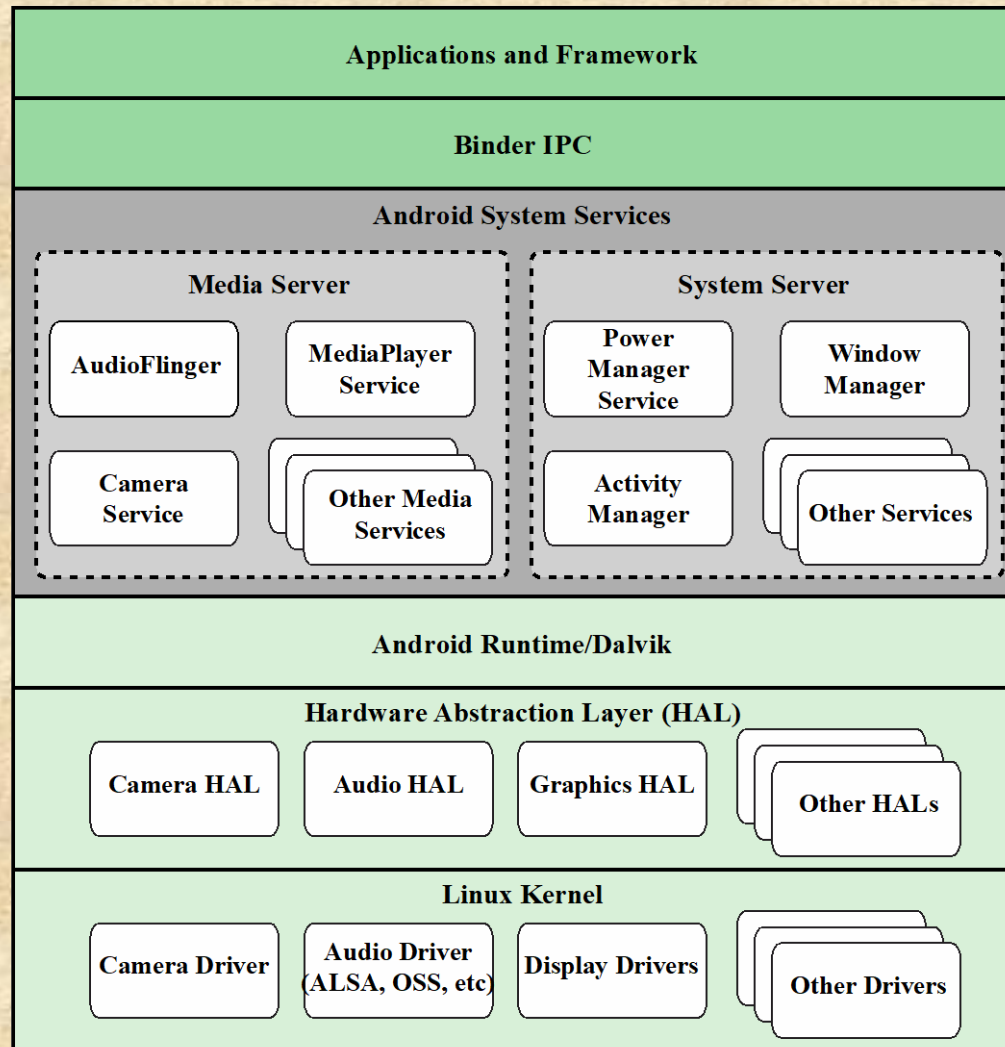 Applications and Framework
Binder IPC
Android System Services
Media Server
AudioFlinger
MediaPlayer
Service
Camera
Service
Other Media
Services
System Server
Power
Manager
Service
Window
Manager
Activity
Manager
Other Services
Android Runtime/Dalvik
Hardware Abstraction Layer (HAL)
Camera HAL
Audio HAL
Graphics HAL
Other HALs
Linux Kernel
Camera Driver
Audio Driver
(ALSA, OSS, etc)
Display Drivers
Other Drivers